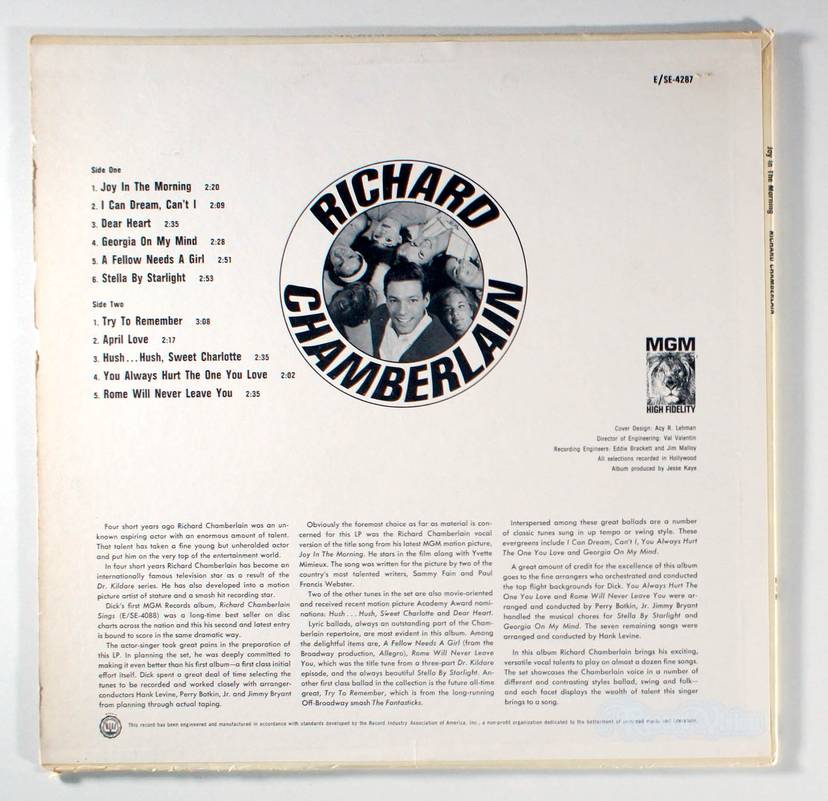 E/SE-4287
Side One
1. Joy In The Morning 2:20
2. I Can Dream, Can't I 2:09
3. Dear Heart 2:35
4. Georgia On My Mind 2:28
5. A Fellow Needs A Girl 2:51
6. Stella By Starlight 2:53
Side Two
1. Try To Remember 3:08
2. April Love 2:17
3. Hush...Hush, Sweet Charlotte 2:35
4. You Always Hurt The One You Love 2:02
5. Rome Will Never Leave You 2:35
RICHARD
CHAMBERLAIN
Joy In The Morning RICHARD CHAMBERLAIN
MGM
HIGH FIDELITY
Cover Design: Acy R. Lehman
Director of Engineering: Val Valentin
Recording Engineers: Eddie Brackett and Jim Malloy
All selections recorded in Hollywood
Album produced by Jesse Kaye
Four short years ago Richard Chamberlain was an un-
known aspiring actor with an enormous amount of talent.
That talent has taken a fine young but unheralded actor
and put him on the very top of the entertainment world.
In four short years Richard Chamberlain has become an
internationally famous television star as a result of the
Dr. Kildare series. He has also developed into a motion
picture artist of stature and a smash hit recording star.
Dick's first MGM Records album, Richard Chamberlain
Sings (E/SE-4088) was a long-time best seller on disc
charts across the nation and this his second and latest entry
is bound to score in the same dramatic way.
The actor-singer took great pains in the preparation of
this LP. In planning the set, he was deeply committed to
making it even better than his first album—a first class initial
effort itself. Dick spent a great deal of time selecting the
tunes to be recorded and worked closely with arranger-
conductors Hank Levine, Perry Botkin, Jr. and Jimmy Bryant
from planning through actual taping.
Obviously the foremost choice as far as material is con-
cerned for this LP was the Richard Chamberlain vocal
version of the title song from his latest MGM motion picture,
Joy In The Morning. He stars in the film along with Yvette
Mimieux. The song was written for the picture by two of the
country's most talented writers, Sammy Fain and Paul
Francis Webster.
Two of the other tunes in the set are also movie-oriented
and received recent motion picture Academy Award nomi-
nations: Hush... Hush, Sweet Charlotte and Dear Heart.
Lyric ballads, always an outstanding part of the Cham-
berlain repertoire, are most evident in this album. Among
the delightful items are, A Fellow Needs A Girl (from the
Broadway production, Allegro), Rome Will Never Leave
You, which was the title tune from a three-part Dr. Kildare
episode, and the always beautiful Stella By Starlight. An-
other first class ballad in the collection is the future all-time
great, Try To Remember, which is from the long-running
Off-Broadway smash The Fantasticks.
Interspersed among these great ballads are a number
of classic tunes sung in up tempo or swing style. These
evergreens include I Can Dream, Can't I, You Always Hurt
The One You Love and Georgia On My Mind.
A great amount of credit for the excellence of this album
goes to the fine arrangers who orchestrated and conducted
the top flight backgrounds for Dick. You Always Hurt The
One You Love and Rome Will Never Leave You were ar-
ranged and conducted by Perry Botkin, Jr. Jimmy Bryant
handled the musical chores for Stella By Starlight and
Georgia On My Mind. The seven remaining songs were
arranged and conducted by Hank Levine.
In this album Richard Chamberlain brings his exciting,
versatile vocal talents to play on almost a dozen fine songs.
The set showcases the Chamberlain voice in a number of
different and contrasting styles ballad, swing and folk—
and each facet displays the wealth of talent this singer
brings to a song.
This record has been engineered and manufactured in accordance with standards developed by the Record Industry Association of America, Inc., a non-profit organization dedicated to the betterment of recorded music and literature.